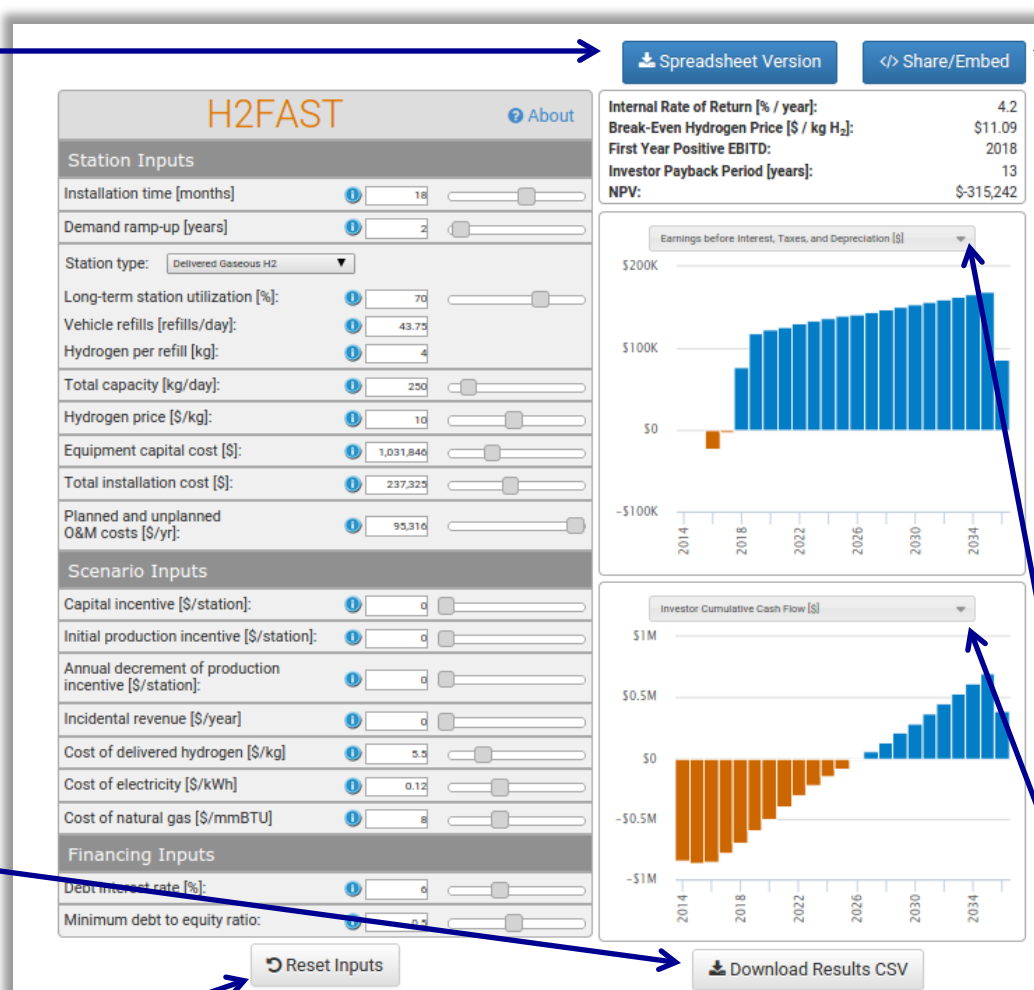 Spreadsheet Version
</> Share/Embed
H2FAST
About
Station Inputs
Installation time [months] 18
Demand ramp-up [years] 2
Station type: Delivered Gaseous H2
Long-term station utilization [%]: 70
Vehicle refills [refills/day]: 43.75
Hydrogen per refill [kg]: 4
Total capacity [kg/day]: 250
Hydrogen price [$/kg]: 10
Equipment capital cost [$]: 1,031,846
Total installation cost [$]: 237,325
Planned and unplanned
O&M costs [$/yr]: 95,316
Scenario Inputs
Capital incentive [$/station]: 0
Initial production incentive [$/station]: 0
Annual decrement of production
incentive [$/station]: 0
Incidental revenue [$/year] 0
Cost of delivered hydrogen [$/kg] 5.5
Cost of electricity [$/kWh] 0.12
Cost of natural gas [$/mmBTU] 8
Financing Inputs
Debt interest rate [%]: 6
Minimum debt to equity ratio: 0.5
Reset Inputs
Internal Rate of Return [% / year]: 4.2
Break-Even Hydrogen Price [$ / kg H₂]: $11.09
First Year Positive EBITD: 2018
Investor Payback Period [years]: 13
NPV: $-315,242
Earnings before Interest, Taxes, and Depreciation [$]
$200K
$100K
$0
-$100K
2014 2018 2022 2026 2030 2034
Investor Cumulative Cash Flow [$]
$1M
$0.5M
$0
-$0.5M
-$1M
2014 2018 2022 2026 2030 2034
Download Results CSV